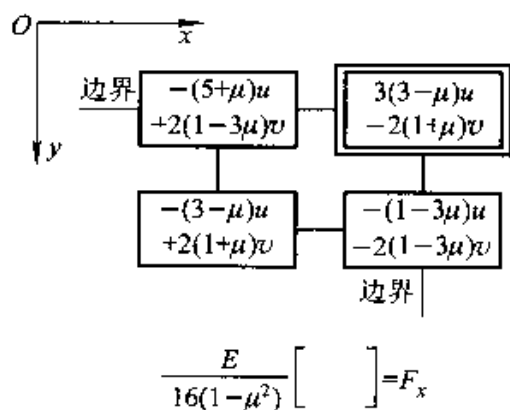 O
x
y
边界
-(5+μ)u
+2(1-3μ)v
3(3-μ)u
-2(1+μ)v
-(3-μ)u
+2(1+μ)v
-(1-3μ)u
-2(1-3μ)v
边界
E/16(1-μ²)[ ]=Fₓ